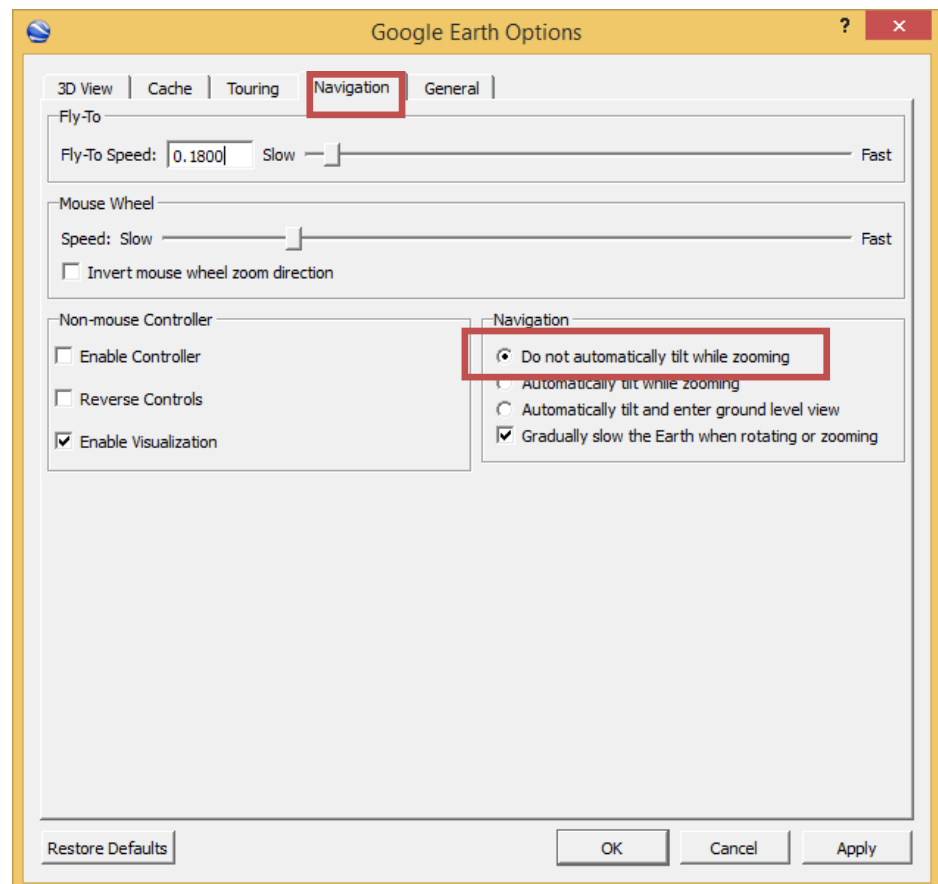 Google Earth Options
? ×
3D View Cache Touring Navigation General
Fly-To
Fly-To Speed: 0.1800 Slow Fast
Mouse Wheel
Speed: Slow Fast
Invert mouse wheel zoom direction
Non-mouse Controller
Enable Controller
Reverse Controls
Enable Visualization
Navigation
Do not automatically tilt while zooming
Automatically tilt while zooming
Automatically tilt and enter ground level view
Gradually slow the Earth when rotating or zooming
Restore Defaults OK Cancel Apply